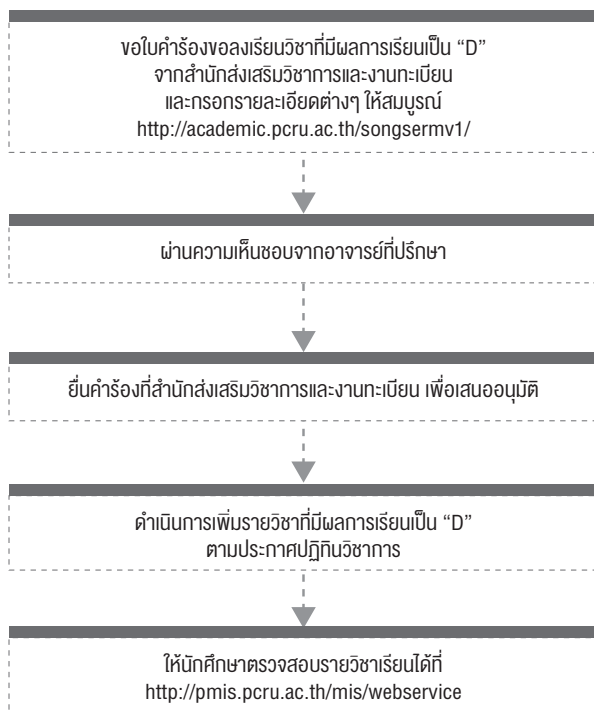 ขอใบคำร้องขอลงเรียนวิชาที่มีผลการเรียนเป็น “D”
จากสำนักส่งเสริมวิชาการและงานทะเบียน
และกรอกรายละเอียดต่างๆ ให้สมบูรณ์
http://academic.pcru.ac.th/songsermv1/
ผ่านความเห็นชอบจากอาจารย์ที่ปรึกษา
ยื่นคำร้องที่สำนักส่งเสริมวิชาการและงานทะเบียน เพื่อเสนออนุมัติ
ดำเนินการเพิ่มรายวิชาที่มีผลการเรียนเป็น “D”
ตามประกาศปฏิทินวิชาการ
ให้นักศึกษาตรวจสอบรายวิชาเรียนได้ที่
http://pmis.pcru.ac.th/mis/webservice